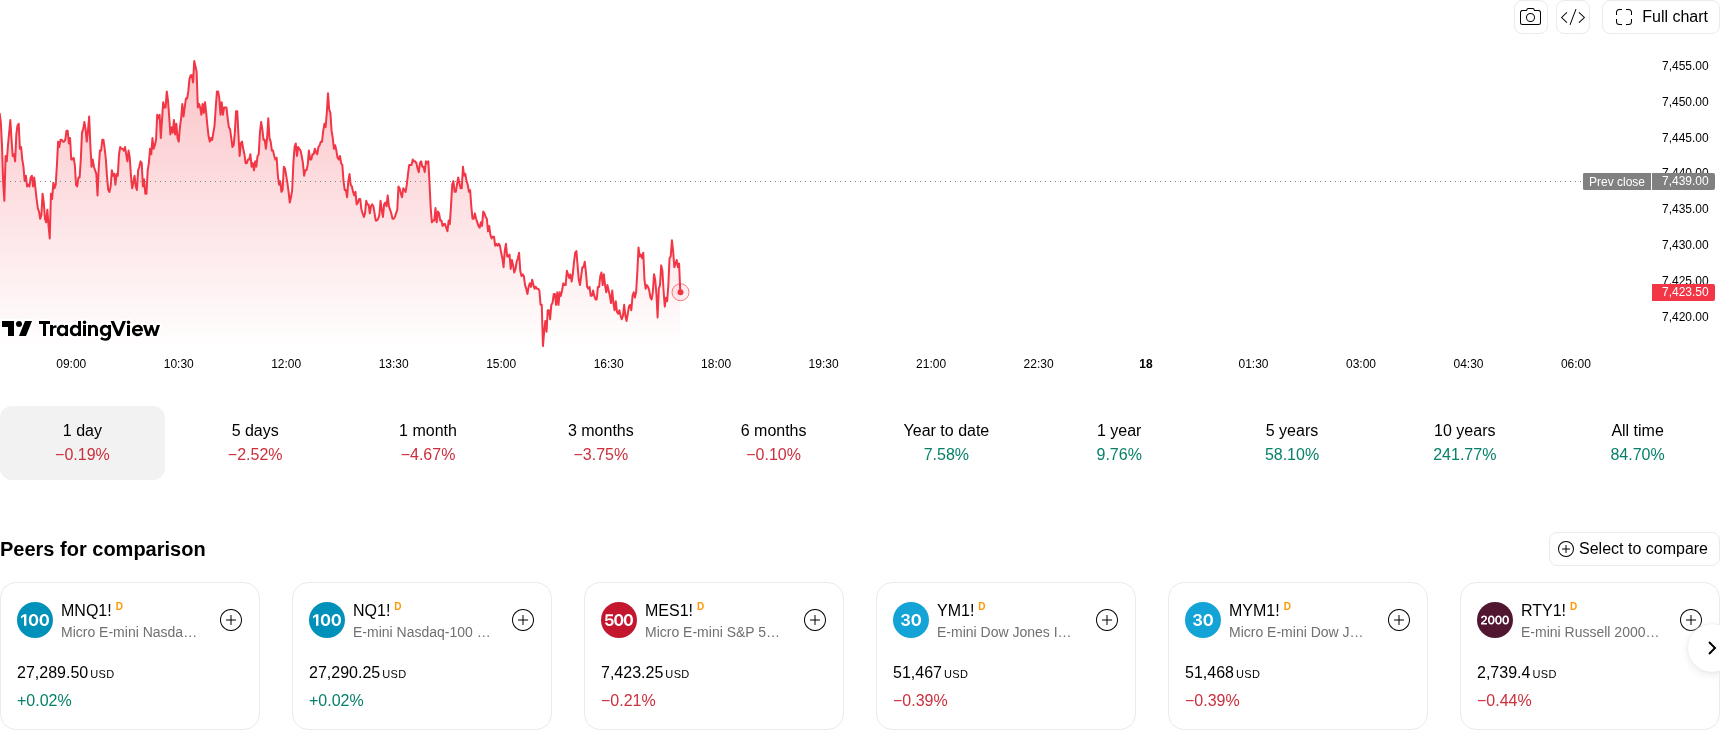 Full chart
7,455.00
7,450.00
7,445.00
7,440.00
Prev close 7,439.00
7,435.00
7,430.00
7,425.00
7,423.50
7,420.00
TradingView
09:00 10:30 12:00 13:30 15:00 16:30 18:00 19:30 21:00 22:30 18 01:30 03:00 04:30 06:00
1 day 5 days 1 month 3 months 6 months Year to date 1 year 5 years 10 years All time
−0.19% −2.52% −4.67% −3.75% −0.10% 7.58% 9.76% 58.10% 241.77% 84.70%
Peers for comparison
Select to compare
100 MNQ1! D
Micro E-mini Nasda…
27,289.50 USD
+0.02%
100 NQ1! D
E-mini Nasdaq-100 …
27,290.25 USD
+0.02%
500 MES1! D
Micro E-mini S&P 5…
7,423.25 USD
−0.21%
30 YM1! D
E-mini Dow Jones I…
51,467 USD
−0.39%
30 MYM1! D
Micro E-mini Dow J…
51,468 USD
−0.39%
2000 RTY1! D
E-mini Russell 2000…
2,739.4 USD
−0.44%